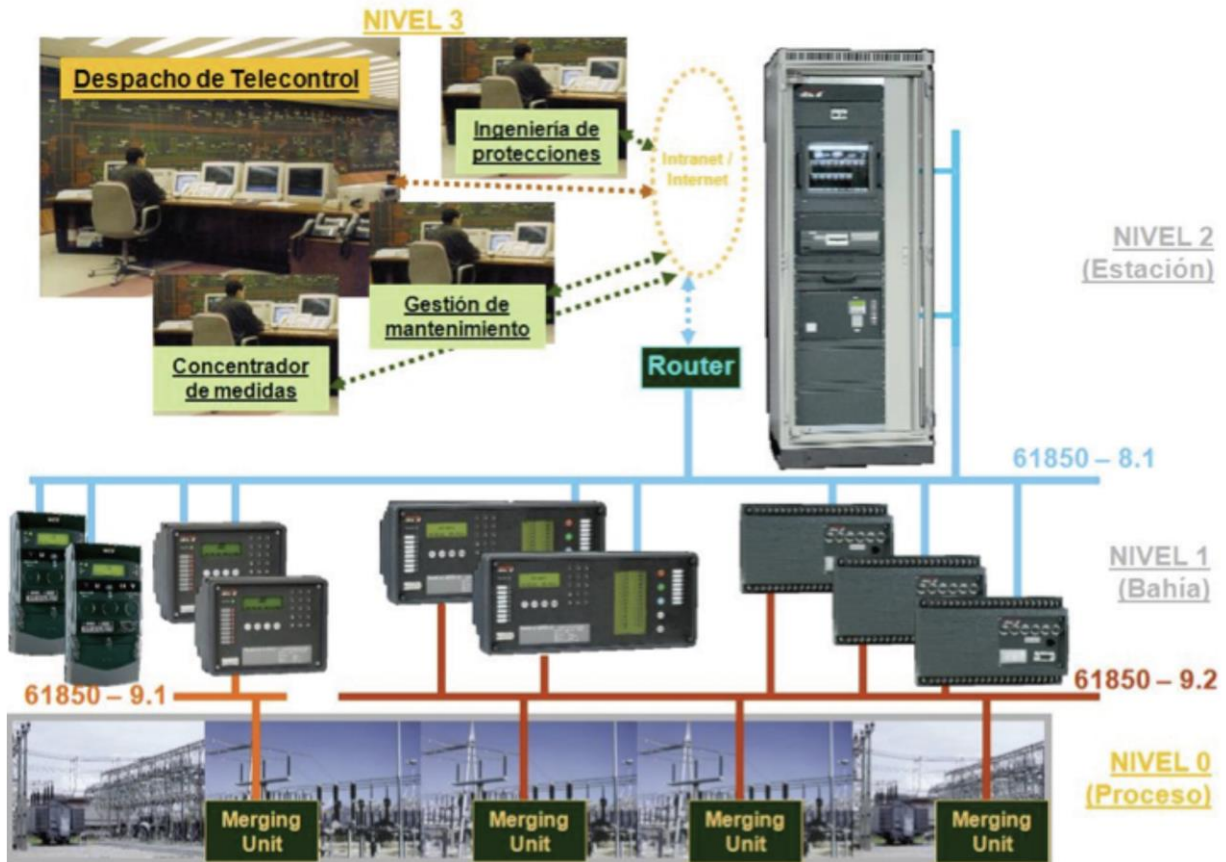 NIVEL 3
Despacho de Telecontrol
Ingeniería de
protecciones
Intranet /
Internet
NIVEL 2
(Estación)
Gestión de
mantenimiento
Concentrador
de medidas
Router
61850 – 8.1
NIVEL 1
(Bahía)
61850 – 9.1
61850 – 9.2
NIVEL 0
(Proceso)
Merging
Unit
Merging
Unit
Merging
Unit
Merging
Unit